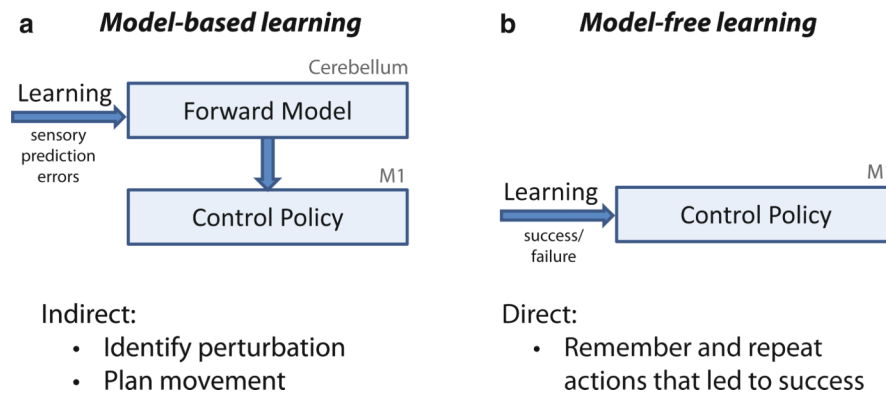 a Model-based learning
Cerebellum
Learning
Forward Model
sensory
prediction
errors
M1
Control Policy
Indirect:
• Identify perturbation
• Plan movement
b Model-free learning
M1
Learning
Control Policy
success/
failure
Direct:
• Remember and repeat
actions that led to success